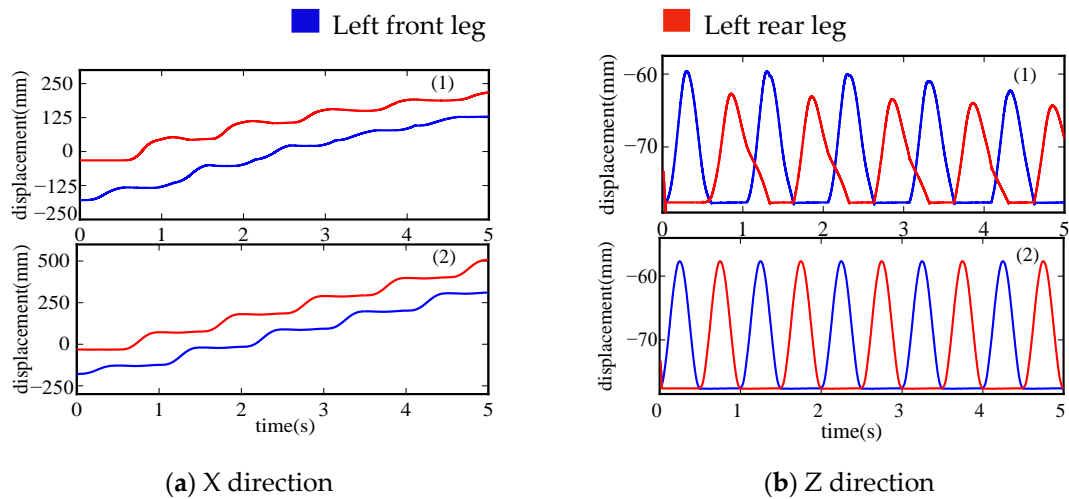 Left front leg
Left rear leg
displacement(mm)
250
125
0
−125
−250
(1)
0 1 2 3 4 5
displacement(mm)
500
250
0
−250
(2)
0 1 2 3 4 5
time(s)
(a) X direction
displacement(mm)
−60
−70
(1)
0 1 2 3 4 5
displacement(mm)
−60
−70
(2)
0 1 2 3 4 5
time(s)
(b) Z direction